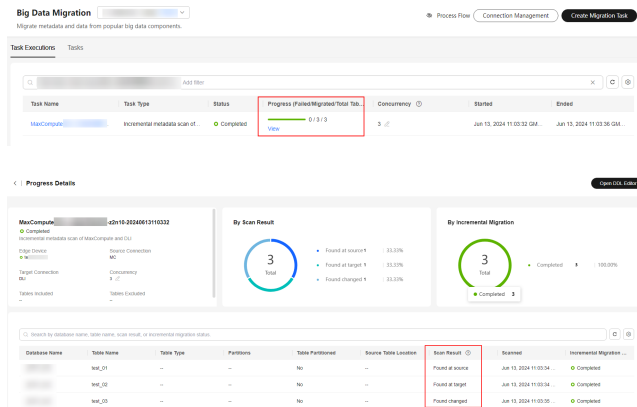 Big Data Migration
Process Flow
Connection Management
Create Migration Task
Migrate metadata and data from popular big data components.
Task Executions Tasks
Add filter
Task Name Task Type Status Progress (Failed/Migrated/Total Tab... Concurrency Started Ended
MaxCompute Incremental metadata scan of... Completed 0 / 3 / 3 3 Jun 13, 2024 11:03:32 GM... Jun 13, 2024 11:03:36 GM...
View
Progress Details
Open DDL Editor
MaxCompute -z2n10-20240613110332
Completed
Incremental metadata scan of MaxCompute and DLI
Edge Device Source Connection
MC
Target Connection Concurrency
DLI 3
Tables Included Tables Excluded
-- --
By Scan Result
3
Total
Found at source 1 33.33%
Found at target 1 33.33%
Found changed 1 33.33%
By Incremental Migration
3
Total
Completed 3 100.00%
Completed 3
Search by database name, table name, scan result, or incremental migration status.
Database Name Table Name Table Type Partitions Table Partitioned Source Table Location Scan Result Scanned Incremental Migration ...
test_01 -- -- No -- Found at source Jun 13, 2024 11:03:34 ... Completed
test_02 -- -- No -- Found at target Jun 13, 2024 11:03:34 ... Completed
test_03 -- -- No -- Found changed Jun 13, 2024 11:03:35 ... Completed